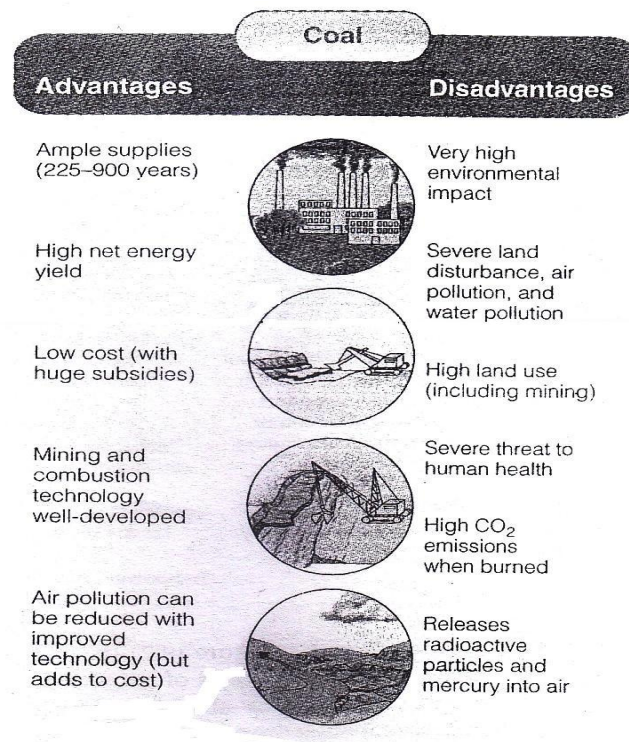 Coal
Advantages
Disadvantages
Ample supplies
(225–900 years)
High net energy
yield
Low cost (with
huge subsidies)
Mining and
combustion
technology
well-developed
Air pollution can
be reduced with
improved
technology (but
adds to cost)
Very high
environmental
impact
Severe land
disturbance, air
pollution, and
water pollution
High land use
(including mining)
Severe threat to
human health
High CO₂
emissions
when burned
Releases
radioactive
particles and
mercury into air